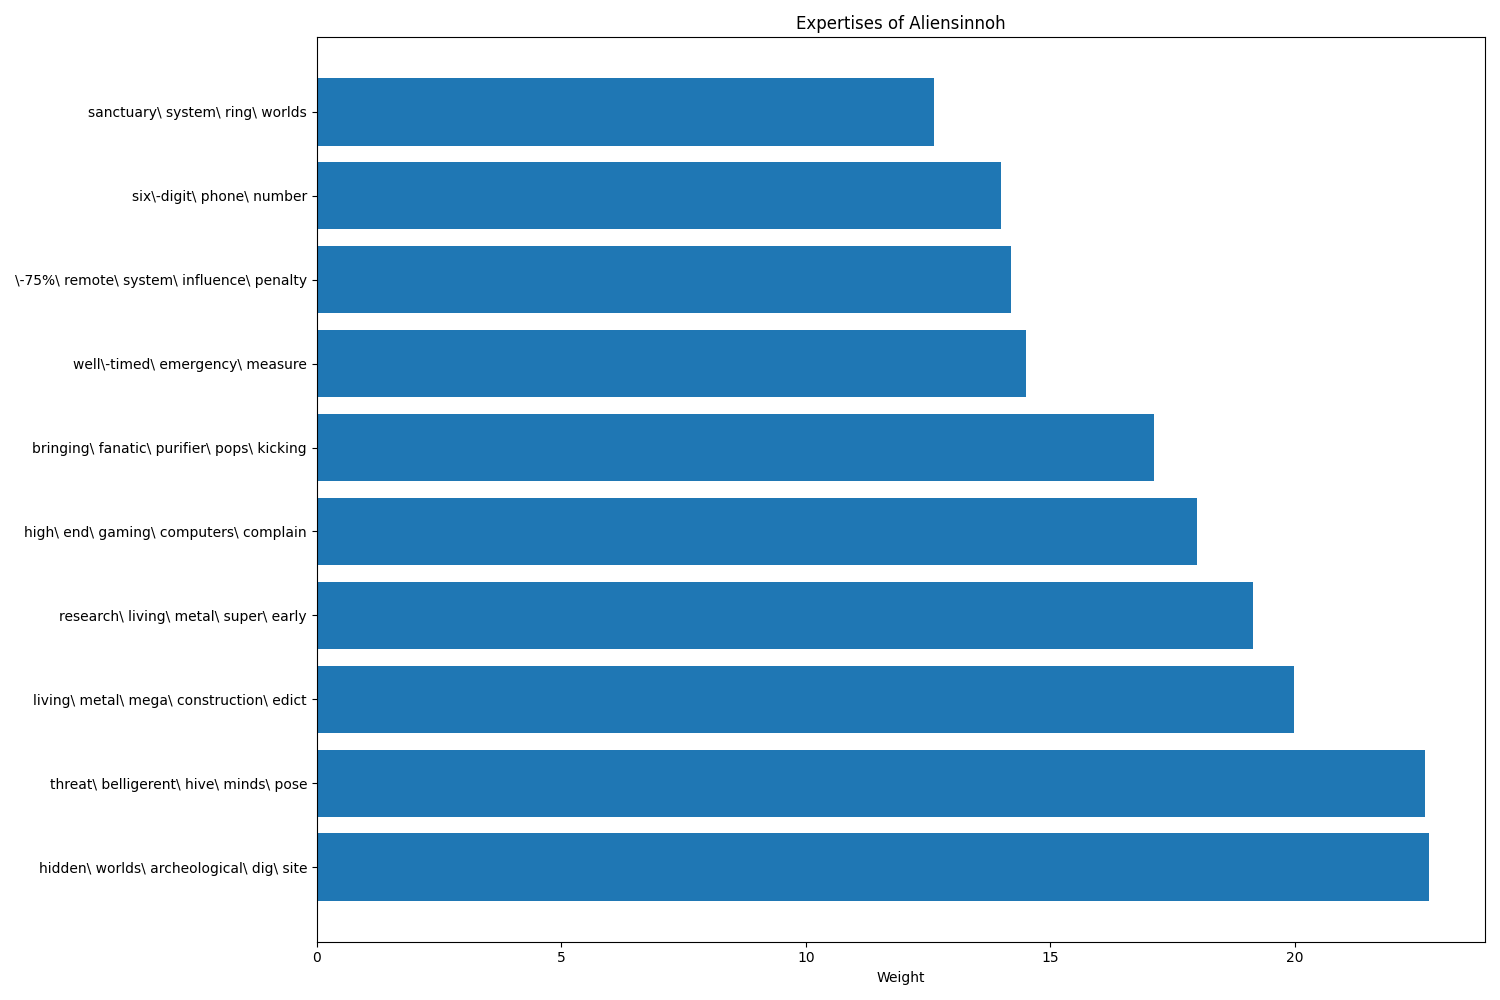 Expertises of Aliensinnoh
sanctuary\ system\ ring\ worlds
six\-digit\ phone\ number
\-75%\ remote\ system\ influence\ penalty
well\-timed\ emergency\ measure
bringing\ fanatic\ purifier\ pops\ kicking
high\ end\ gaming\ computers\ complain
research\ living\ metal\ super\ early
living\ metal\ mega\ construction\ edict
threat\ belligerent\ hive\ minds\ pose
hidden\ worlds\ archeological\ dig\ site
0 5 10 15 20
Weight